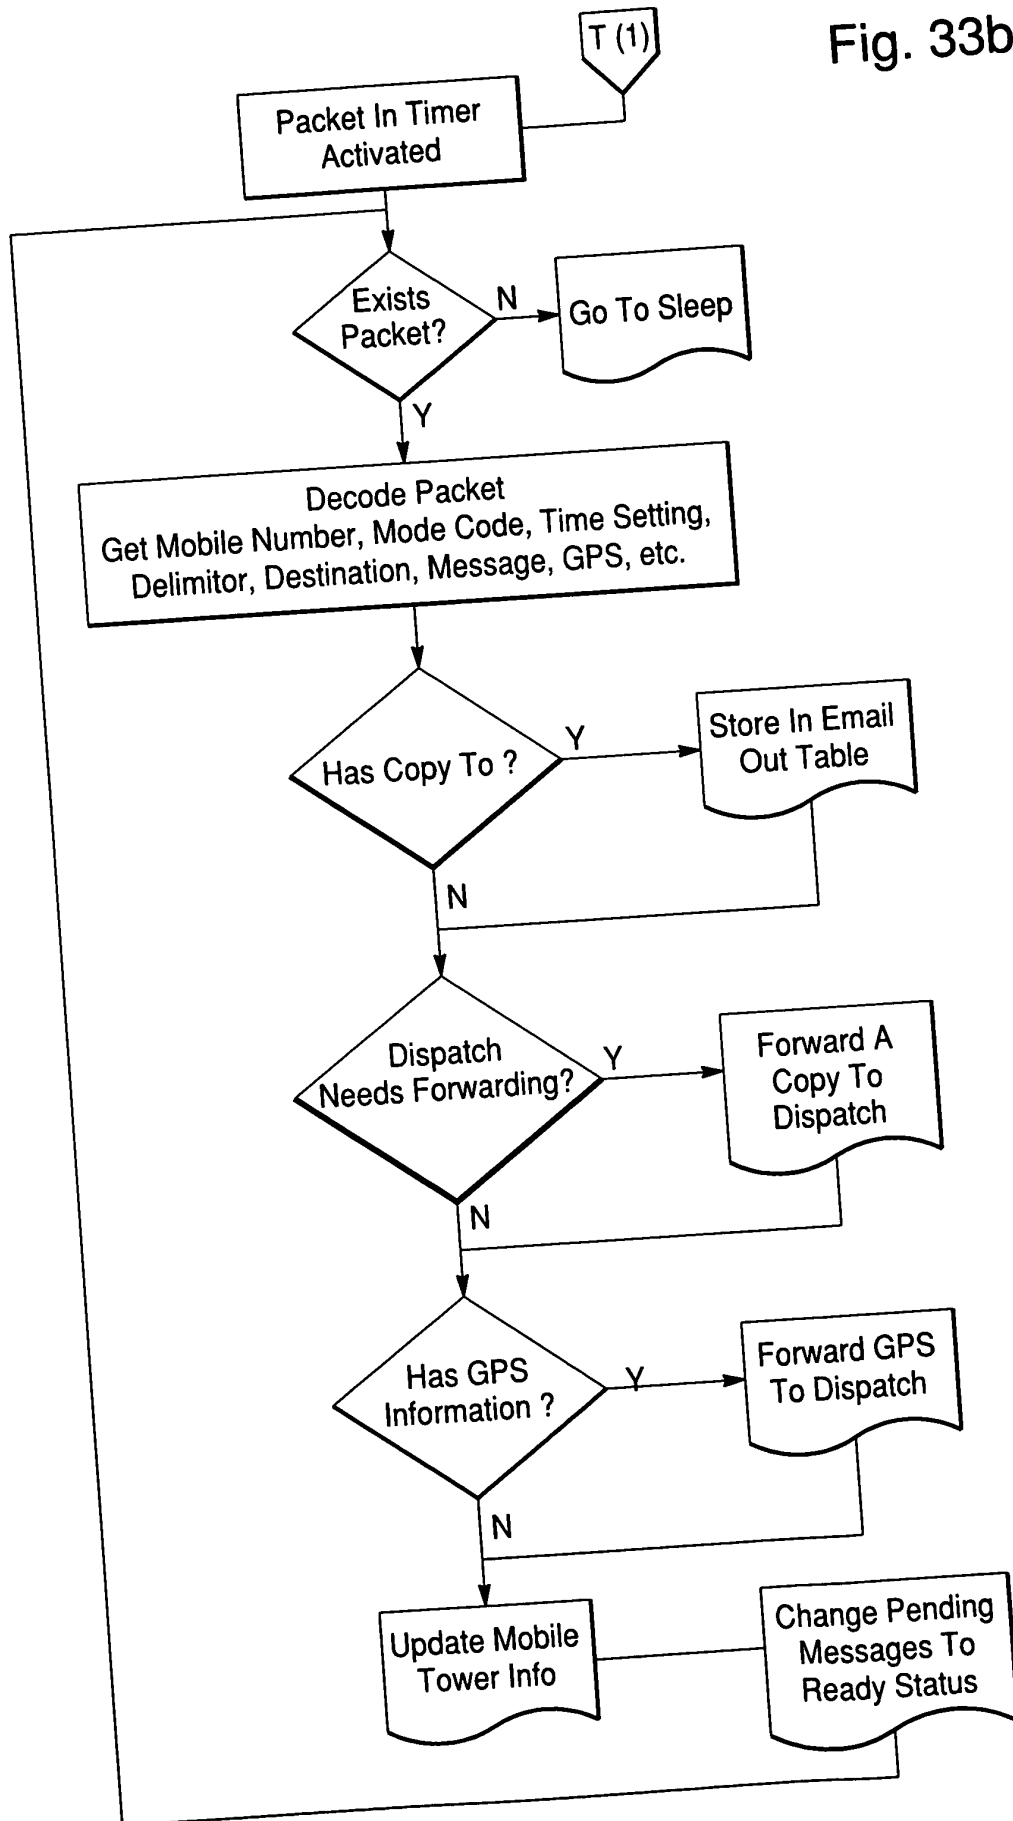 T (1)
Fig. 33b
Packet In Timer
Activated
Exists
Packet?
N
Go To Sleep
Y
Decode Packet
Get Mobile Number, Mode Code, Time Setting,
Delimitor, Destination, Message, GPS, etc.
Has Copy To ?
Y
Store In Email
Out Table
N
Dispatch
Needs Forwarding?
Y
Forward A
Copy To
Dispatch
N
Has GPS
Information ?
Y
Forward GPS
To Dispatch
N
Update Mobile
Tower Info
Change Pending
Messages To
Ready Status